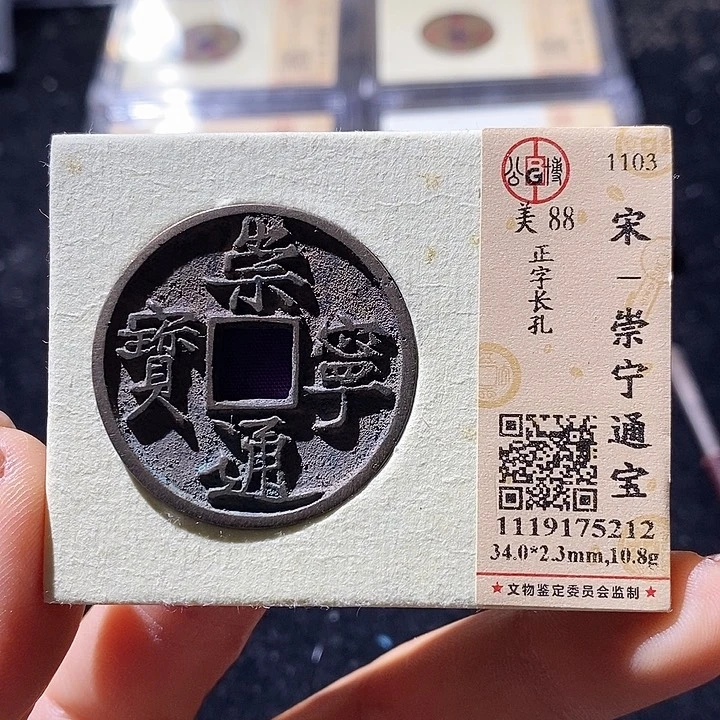 崇寧通寶
公博
BG
1103
美 88
正字长孔
宋—崇宁通宝
1119175212
34.0*2.3mm,10.8g
★文物鉴定委员会监制★